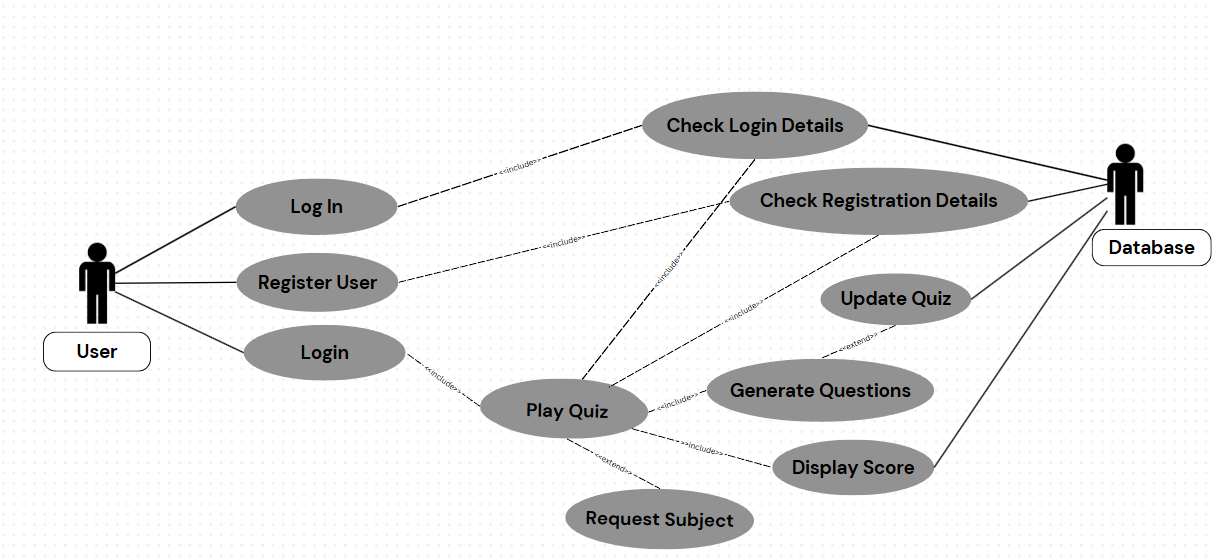 Check Login Details
<<include>>
Log In
Check Registration Details
<<include>>
Database
<<include>>
Register User
Update Quiz
<<include>>
<<extend>>
User
Login
<<include>>
Generate Questions
<<include>>
Play Quiz
<<include>>
Display Score
<<extend>>
Request Subject